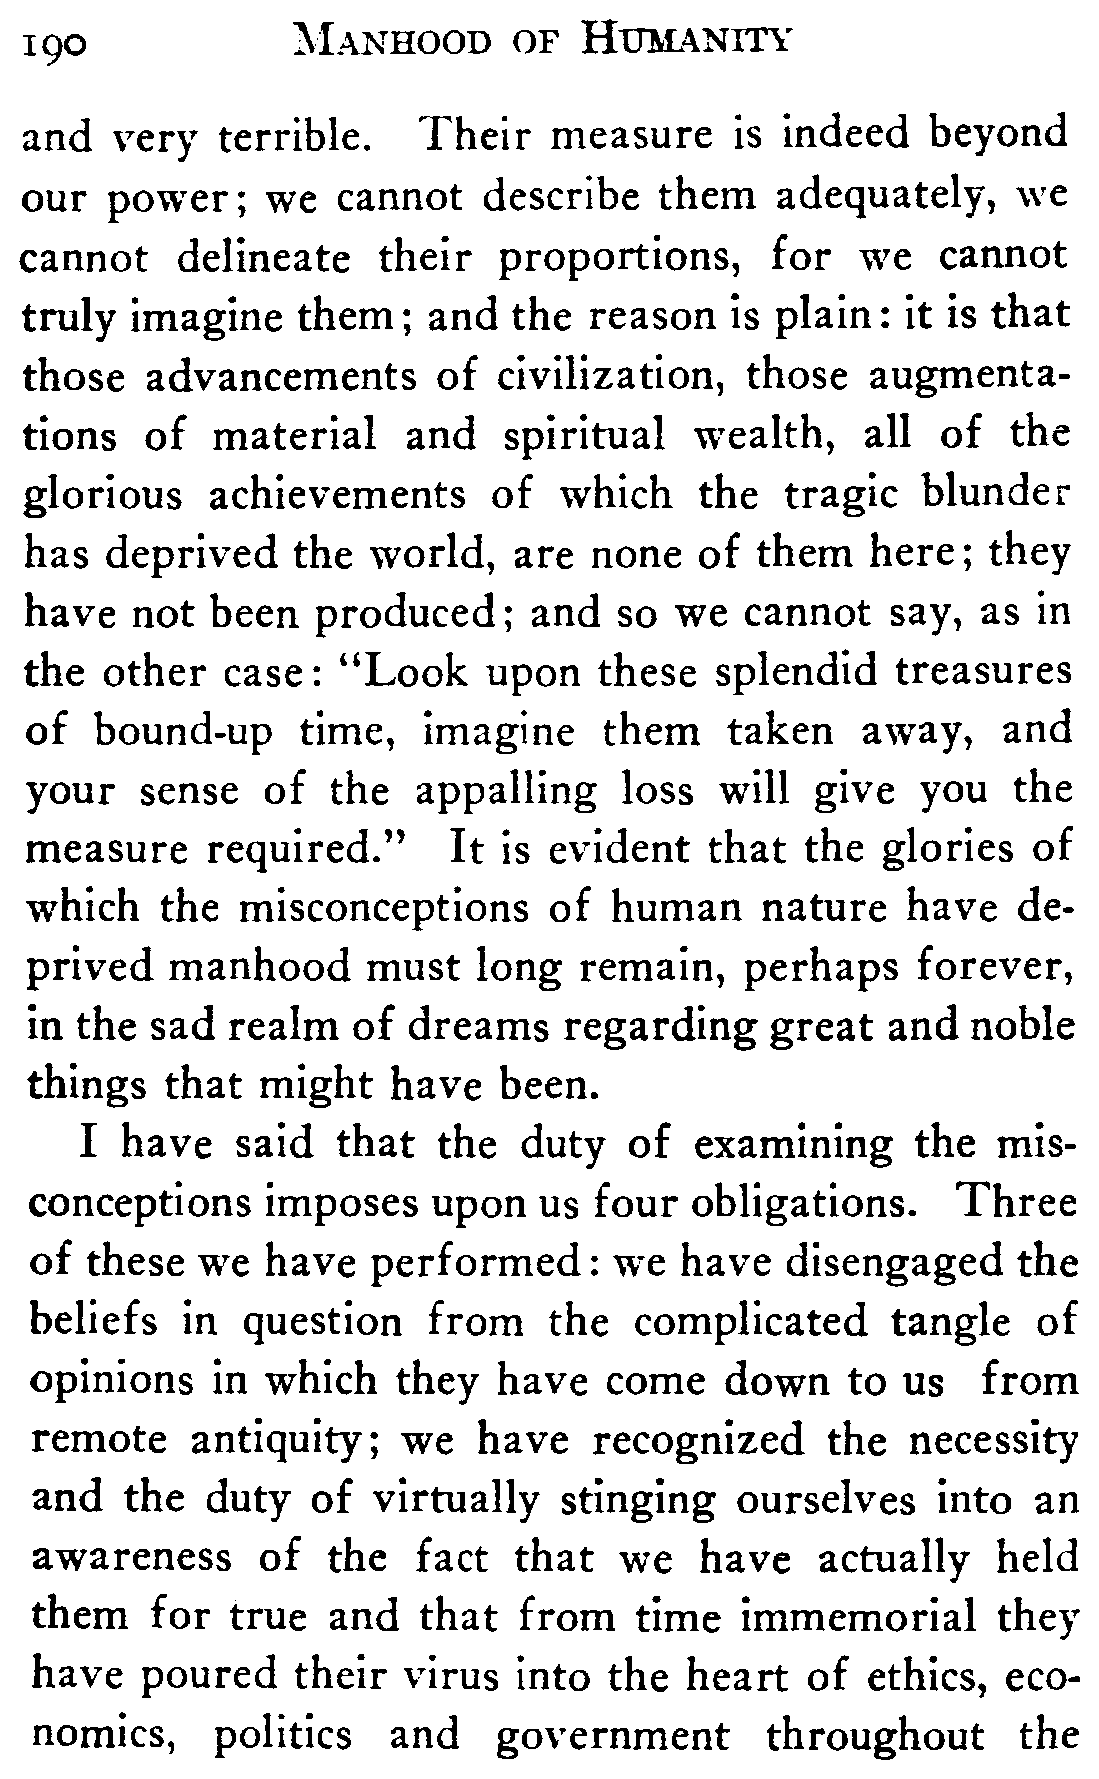 190 Manhood of Humanity
and very terrible. Their measure is indeed beyond
our power; we cannot describe them adequately, we
cannot delineate their proportions, for we cannot
truly imagine them; and the reason is plain: it is that
those advancements of civilization, those augmenta-
tions of material and spiritual wealth, all of the
glorious achievements of which the tragic blunder
has deprived the world, are none of them here; they
have not been produced; and so we cannot say, as in
the other case: “Look upon these splendid treasures
of bound-up time, imagine them taken away, and
your sense of the appalling loss will give you the
measure required.” It is evident that the glories of
which the misconceptions of human nature have de-
prived manhood must long remain, perhaps forever,
in the sad realm of dreams regarding great and noble
things that might have been.
I have said that the duty of examining the mis-
conceptions imposes upon us four obligations. Three
of these we have performed: we have disengaged the
beliefs in question from the complicated tangle of
opinions in which they have come down to us from
remote antiquity; we have recognized the necessity
and the duty of virtually stinging ourselves into an
awareness of the fact that we have actually held
them for true and that from time immemorial they
have poured their virus into the heart of ethics, eco-
nomics, politics and government throughout the